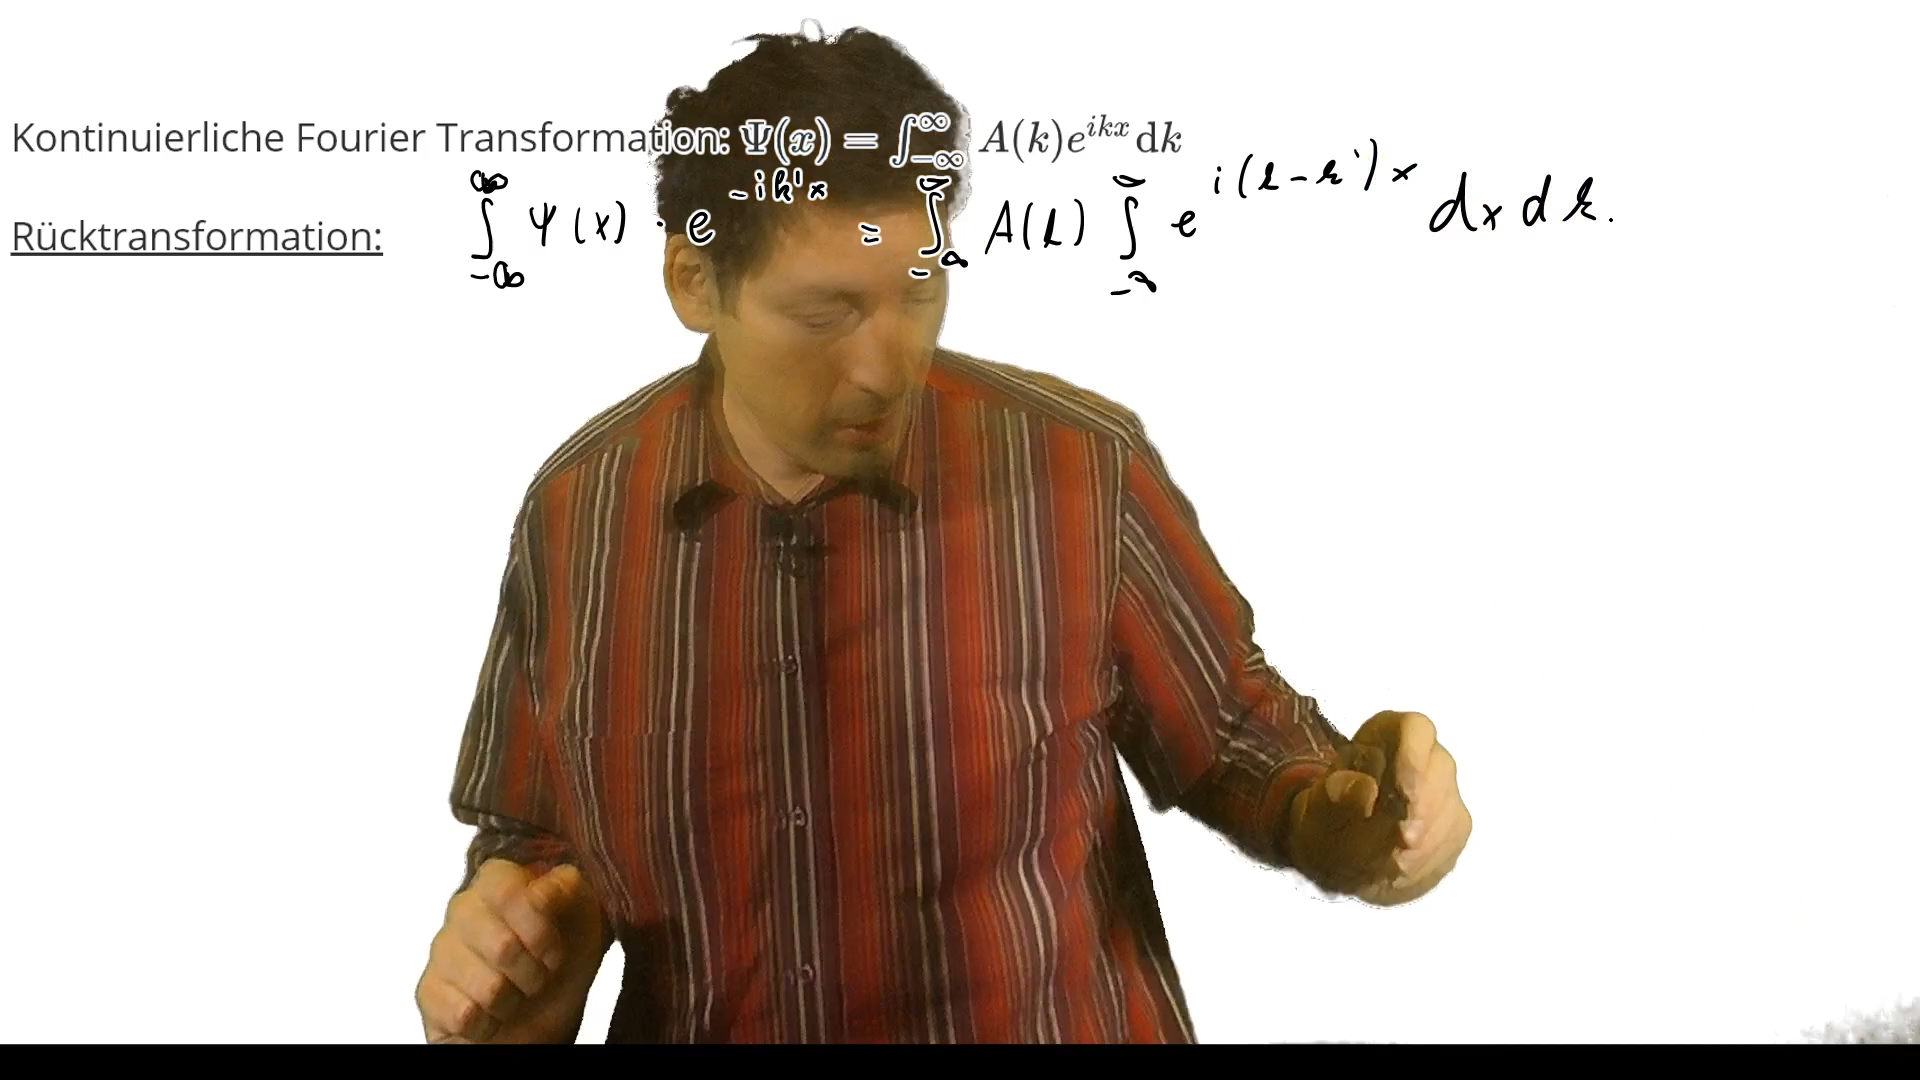 Kontinuierliche Fourier Transformation: Ψ(x) = ∫_{-∞}^{∞} A(k)e^{ikx} dk
Rücktransformation: ∫_{-∞}^{∞} Ψ(x) · e^{-ik'x} = ∫_{-∞}^{∞} A(k) ∫_{-∞}^{∞} e^{i(k-k')x} dx dk.